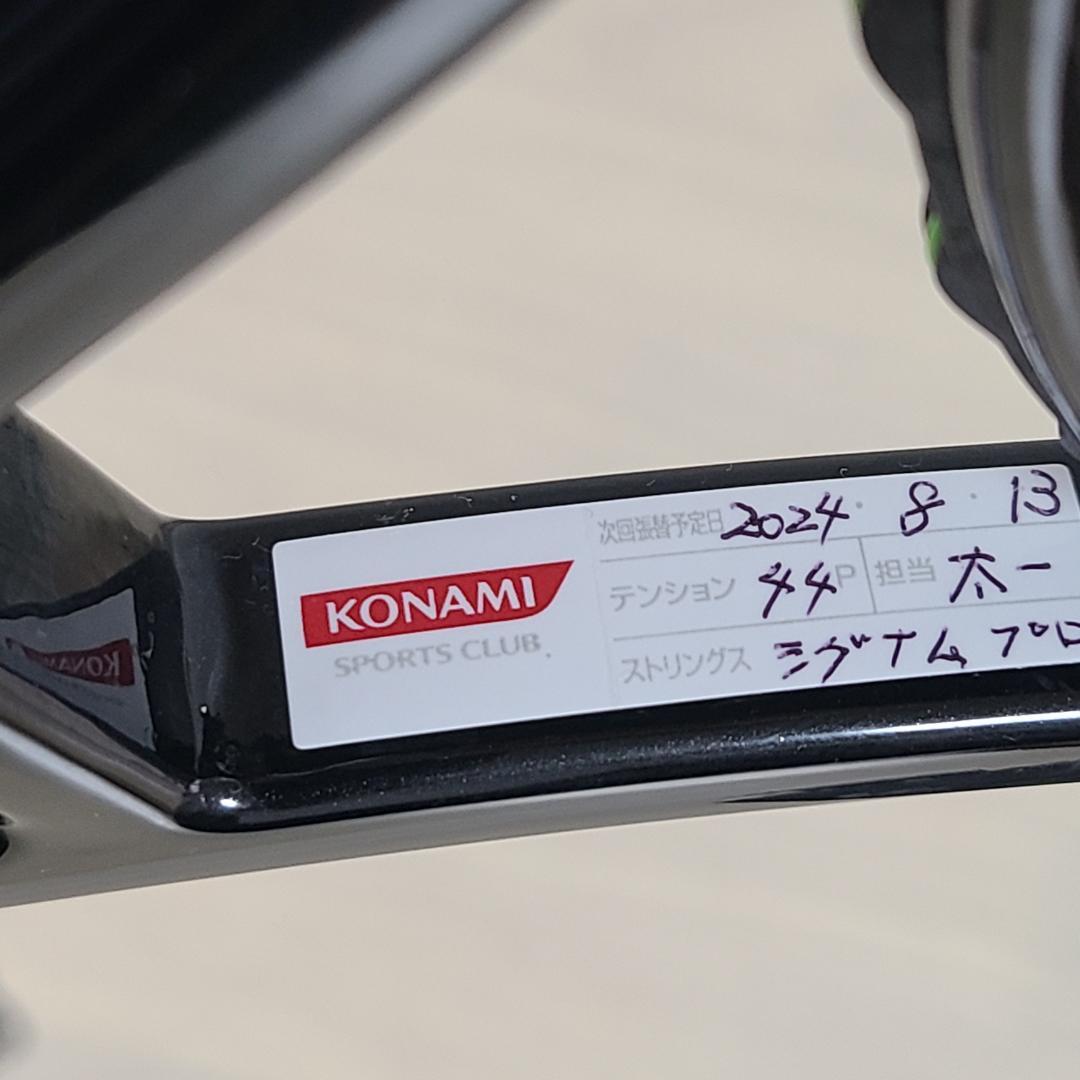 KONAMI
SPORTS CLUB.
次回張替予定日 2024・8・13
テンション 44P 担当 太一
ストリングス ミグナムプロ
KONAMI